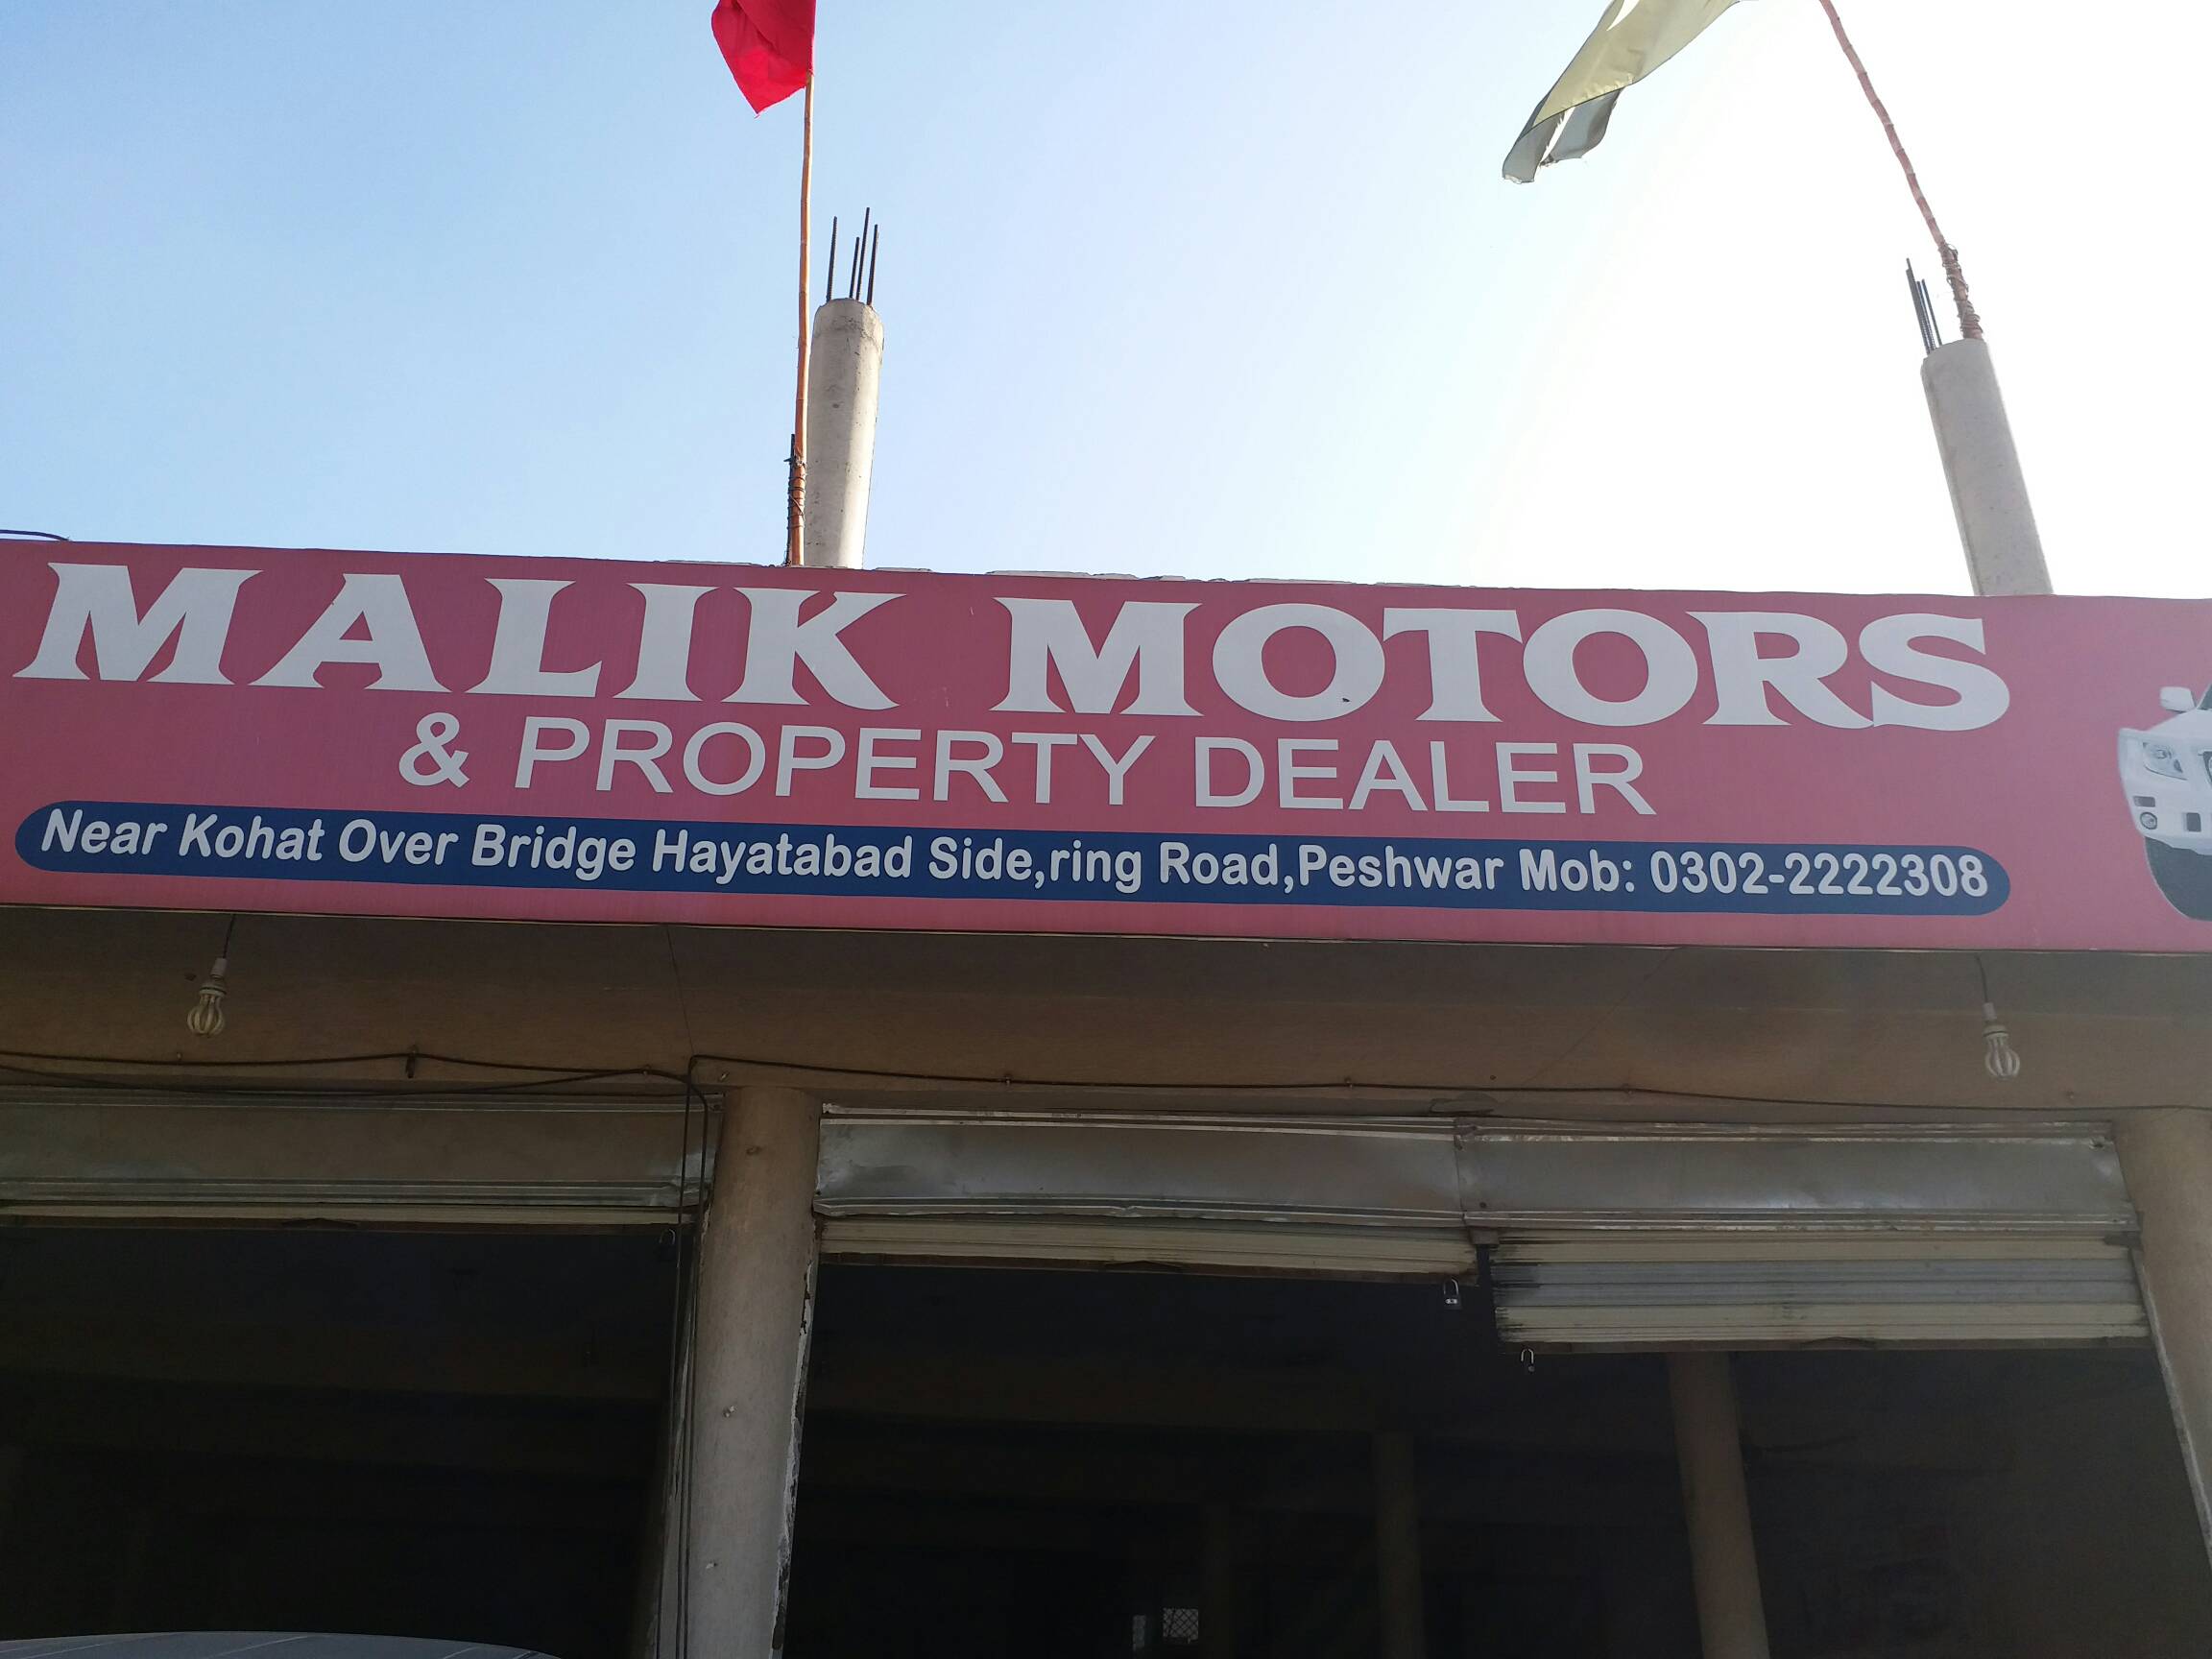 MALIK MOTORS
& PROPERTY DEALER
Near Kohat Over Bridge Hayatabad Side,ring Road,Peshwar Mob: 0302-2222308